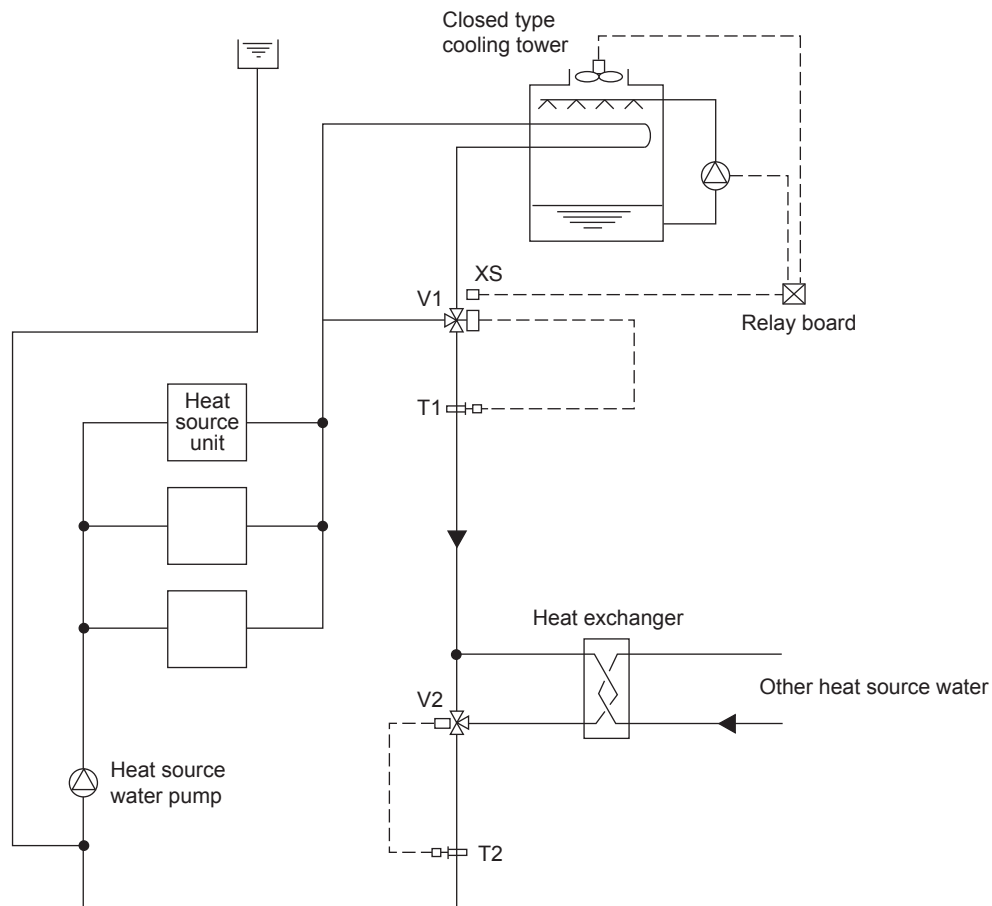 Closed type
cooling tower
XS
V1
Relay board
T1
Heat
source
unit
Heat exchanger
Other heat source water
V2
Heat source
water pump
T2